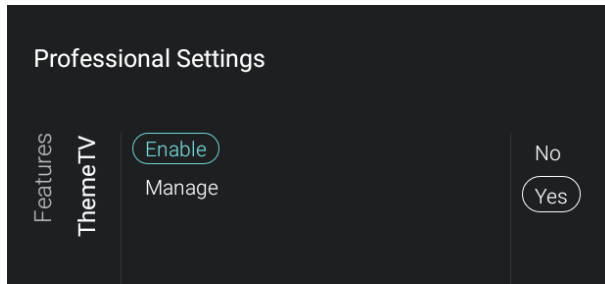 Professional Settings
Features
ThemeTV
Enable
Manage
No
Yes